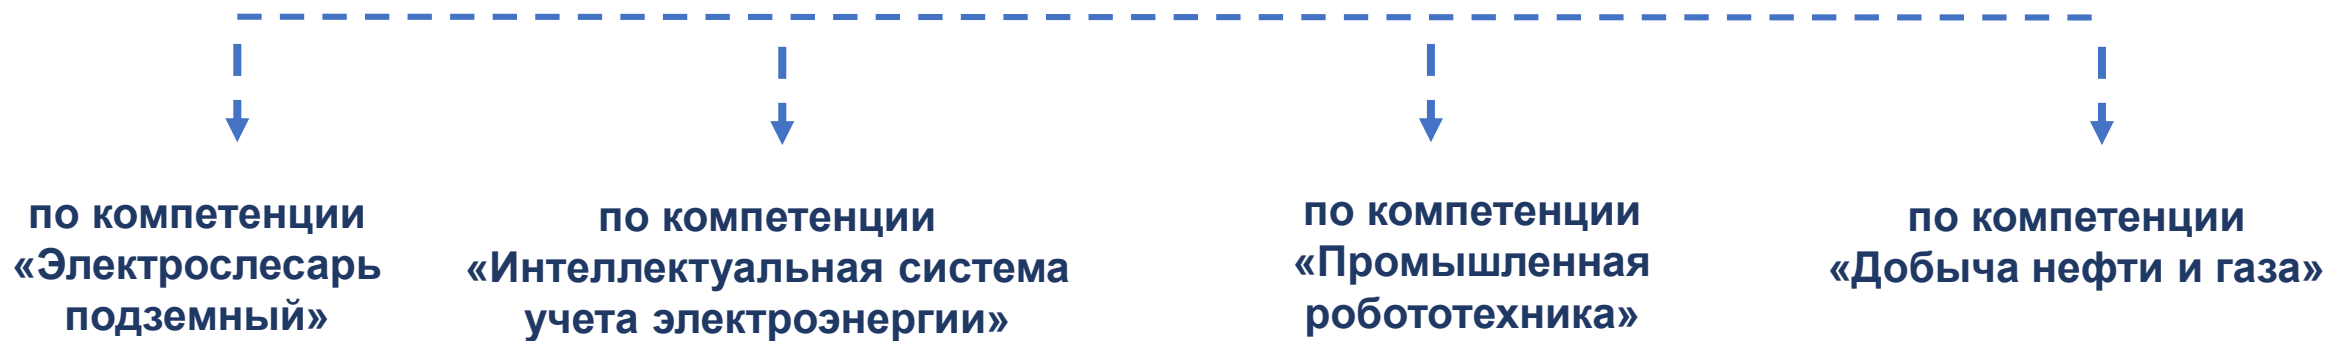 по компетенции
«Электрослесарь
подземный»
по компетенции
«Интеллектуальная система
учета электроэнергии»
по компетенции
«Промышленная
робототехника»
по компетенции
«Добыча нефти и газа»